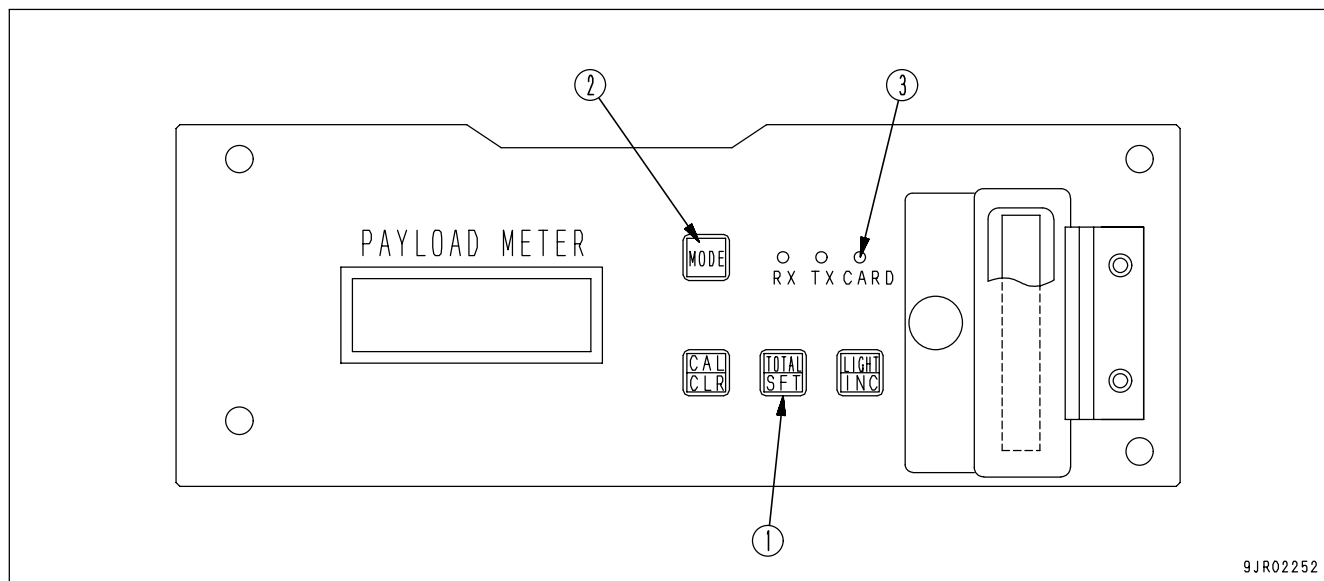 2 3
PAYLOAD METER
MODE
RX TX CARD
CAL
CLR
TOTAL
SFT
LIGHT
INC
1
9JR02252